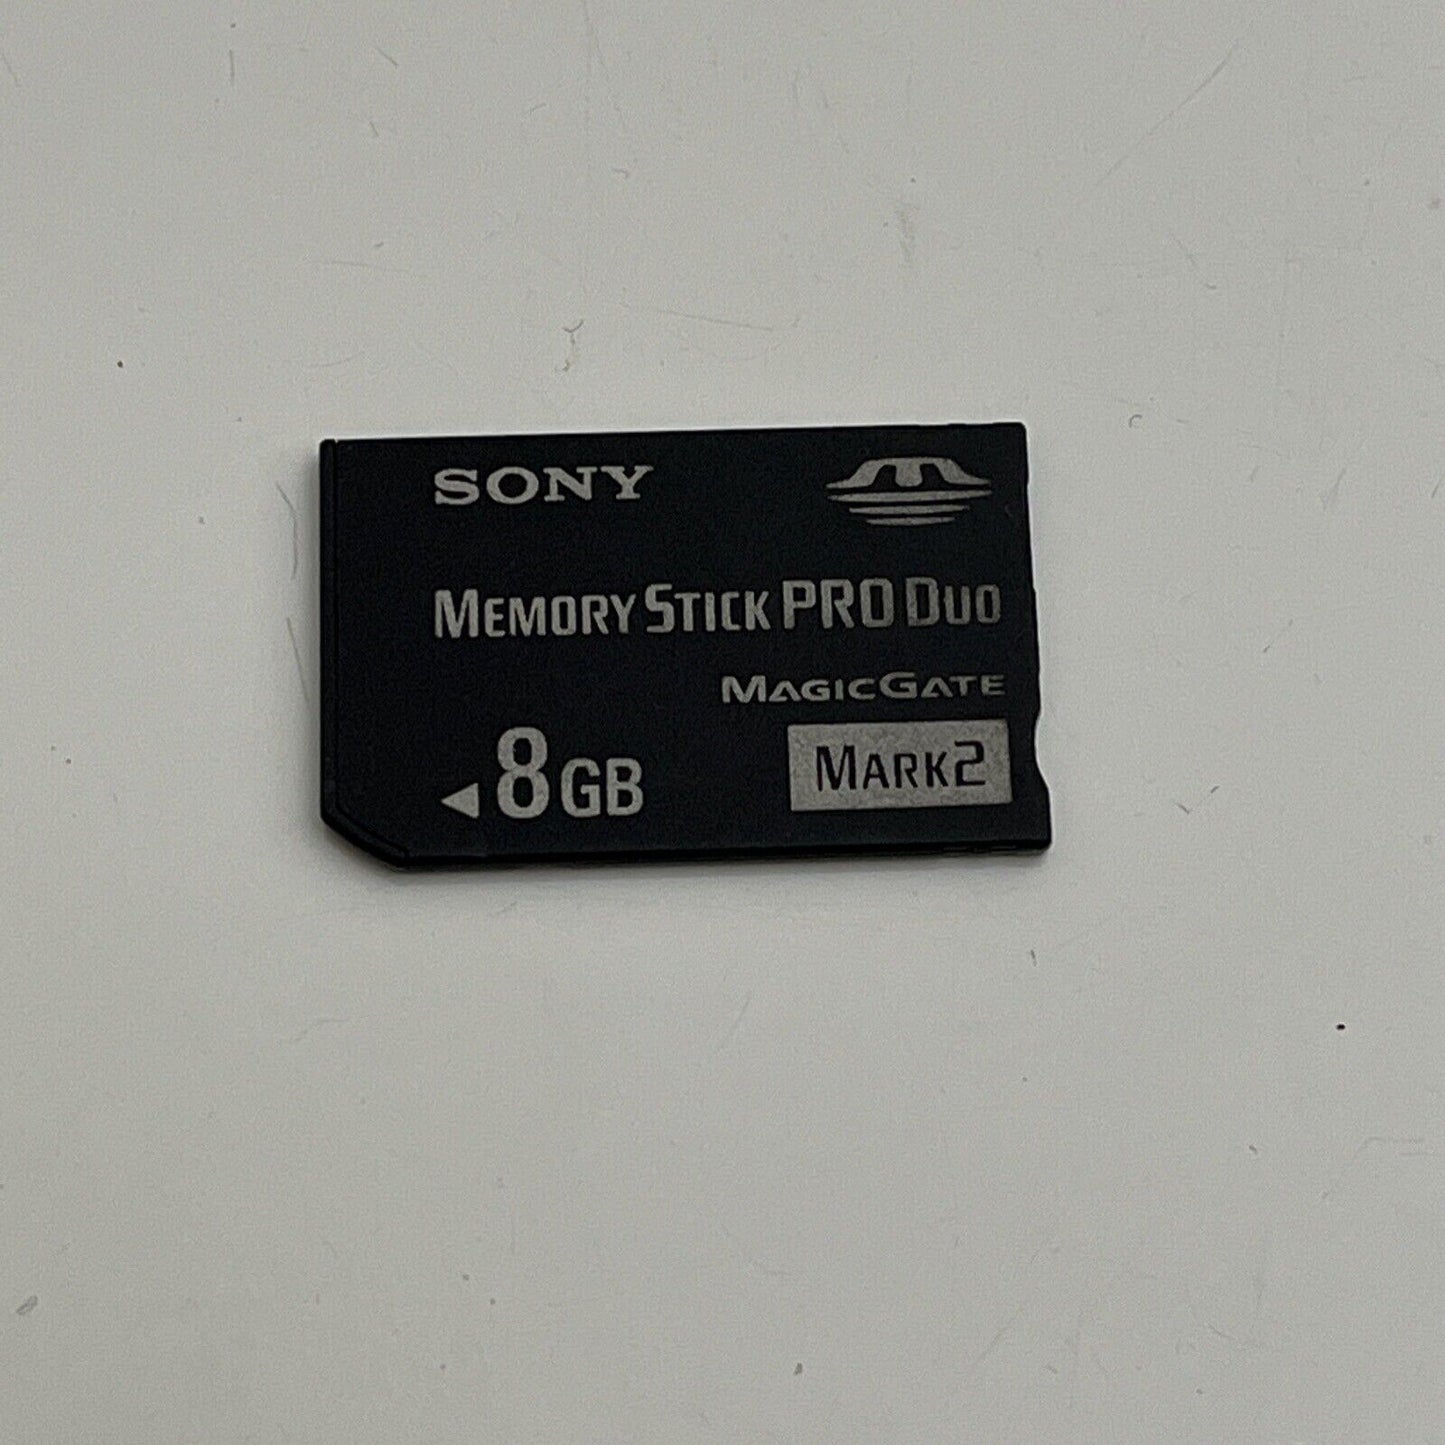 SONY
MEMORY STICK PRO DUO
MAGICGATE
8GB
MARK2